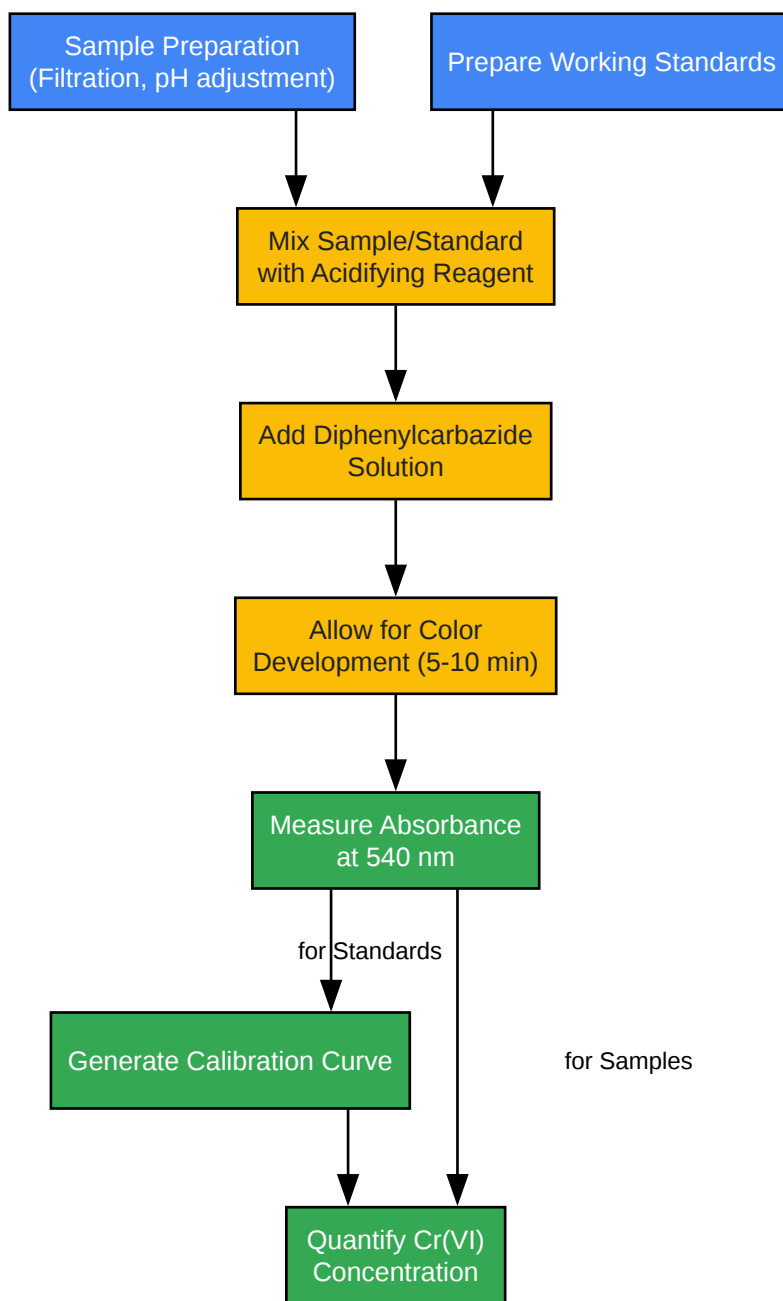 Sample Preparation
(Filtration, pH adjustment)
Prepare Working Standards
Mix Sample/Standard
with Acidifying Reagent
Add Diphenylcarbazide
Solution
Allow for Color
Development (5-10 min)
Measure Absorbance
at 540 nm
for Standards
Generate Calibration Curve
for Samples
Quantify Cr(VI)
Concentration